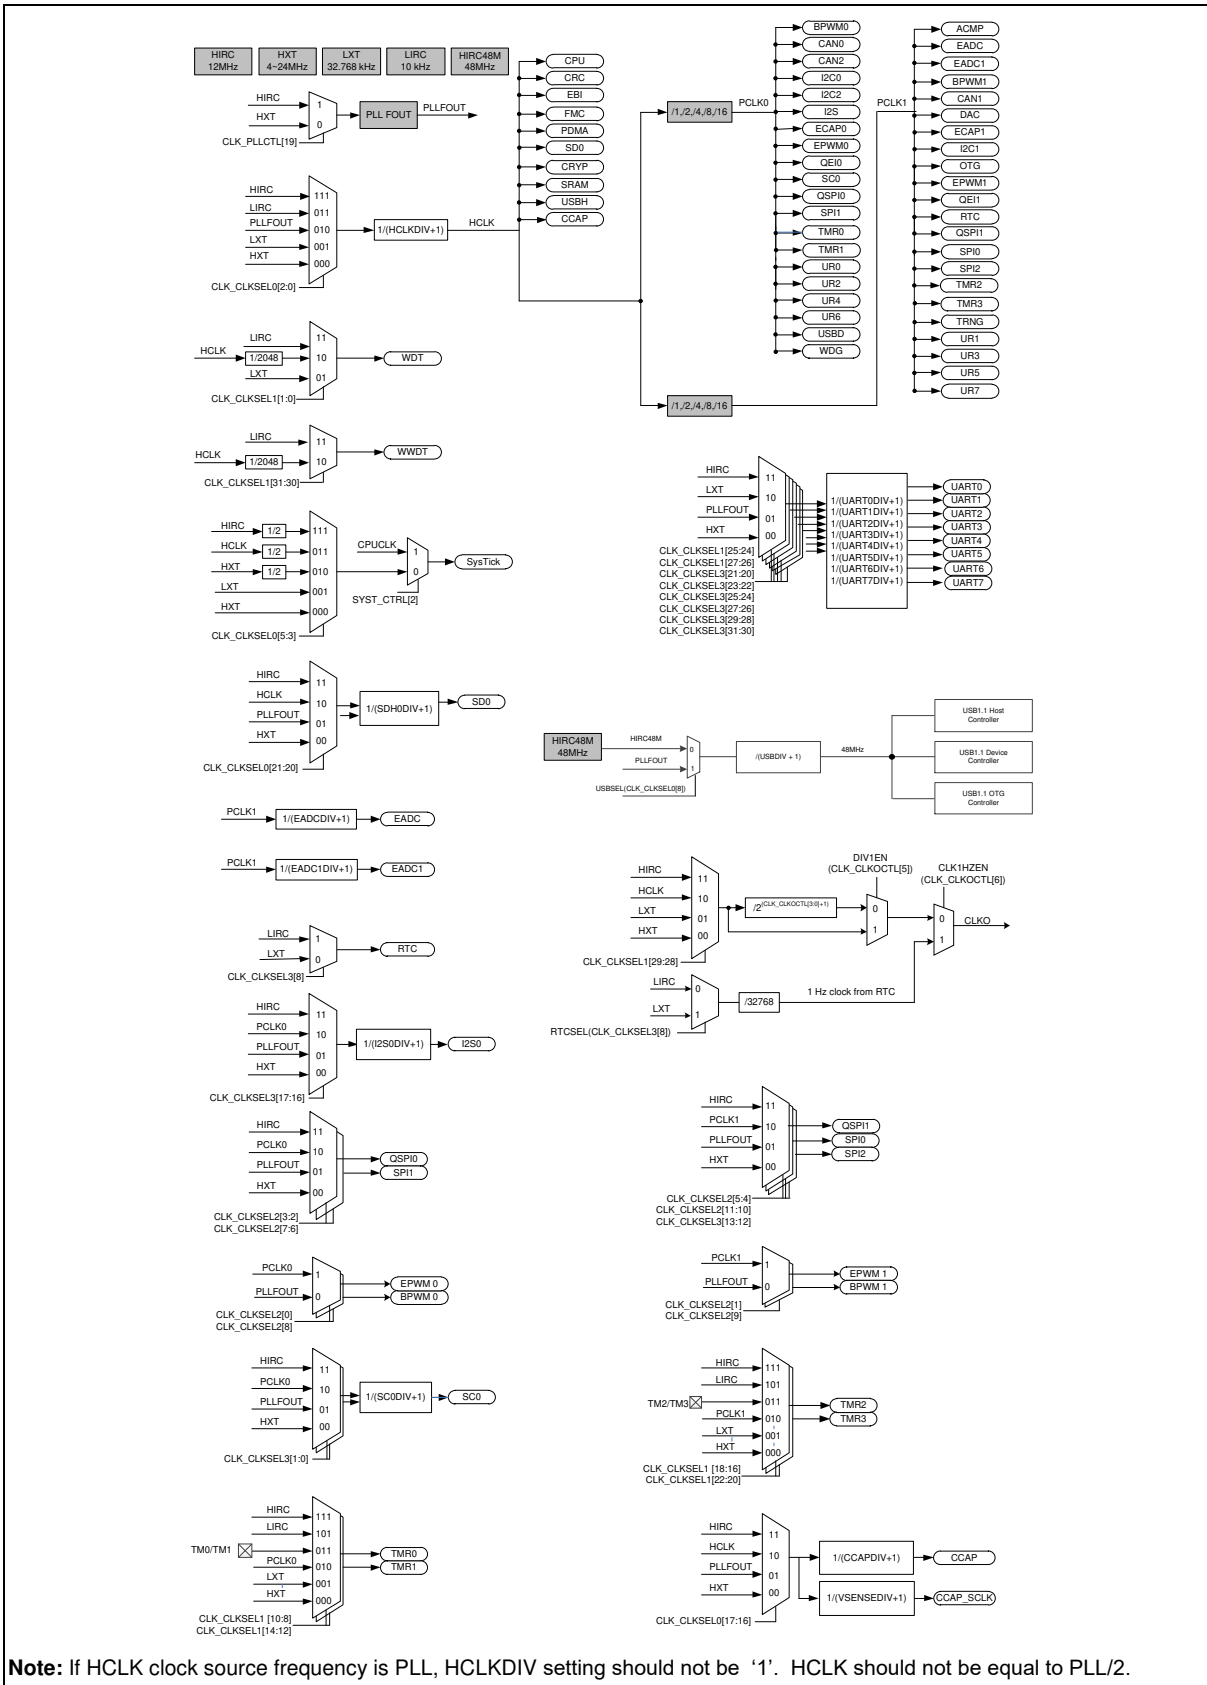 HIRC
12MHz
HXT
4~24MHz
LXT
32.768 kHz
LIRC
10 kHz
HIRC48M
48MHz
HIRC
HXT
1
0
CLK_PLLCTL[19]
PLL FOUT
PLLFOUT
HIRC
LIRC
PLLFOUT
LXT
HXT
111
011
010
001
000
CLK_CLKSEL0[2:0]
1/(HCLKDIV+1)
HCLK
CPU
CRC
EBI
FMC
PDMA
SD0
CRYP
SRAM
USBH
CCAP
/1,/2,/4,/8,/16
PCLK0
BPWM0
CAN0
CAN2
I2C0
I2C2
I2S
ECAP0
EPWM0
QEI0
SC0
QSPI0
SPI1
TMR0
TMR1
UR0
UR2
UR4
UR6
USBD
WDG
/1,/2,/4,/8,/16
PCLK1
ACMP
EADC
EADC1
BPWM1
CAN1
DAC
ECAP1
I2C1
OTG
EPWM1
QEI1
RTC
QSPI1
SPI0
SPI2
TMR2
TMR3
TRNG
UR1
UR3
UR5
UR7
LIRC
HCLK
1/2048
LXT
11
10
01
CLK_CLKSEL1[1:0]
WDT
LIRC
HCLK
1/2048
11
10
CLK_CLKSEL1[31:30]
WWDT
HIRC
1/2
HCLK
1/2
HXT
1/2
LXT
HXT
111
011
010
001
000
CLK_CLKSEL0[5:3]
CPUCLK
1
0
SYST_CTRL[2]
SysTick
HIRC
LXT
PLLFOUT
HXT
11
10
01
00
CLK_CLKSEL1[25:24]
CLK_CLKSEL1[27:26]
CLK_CLKSEL3[21:20]
CLK_CLKSEL3[23:22]
CLK_CLKSEL3[25:24]
CLK_CLKSEL3[27:26]
CLK_CLKSEL3[29:28]
CLK_CLKSEL3[31:30]
1/(UART0DIV+1)
1/(UART1DIV+1)
1/(UART2DIV+1)
1/(UART3DIV+1)
1/(UART4DIV+1)
1/(UART5DIV+1)
1/(UART6DIV+1)
1/(UART7DIV+1)
UART0
UART1
UART2
UART3
UART4
UART5
UART6
UART7
HIRC
HCLK
PLLFOUT
HXT
11
10
01
00
CLK_CLKSEL0[21:20]
1/(SDH0DIV+1)
SD0
HIRC48M
48MHz
HIRC48M
PLLFOUT
0
1
USBSEL(CLK_CLKSEL0[8])
/(USBDIV + 1)
48MHz
USB1.1 Host
Controller
USB1.1 Device
Controller
USB1.1 OTG
Controller
PCLK1
1/(EADCDIV+1)
EADC
PCLK1
1/(EADC1DIV+1)
EADC1
HIRC
HCLK
LXT
HXT
11
10
01
00
CLK_CLKSEL1[29:28]
/2(CLK_CLKOCTL[3:0]+1)
DIV1EN
(CLK_CLKOCTL[5])
0
1
CLK1HZEN
(CLK_CLKOCTL[6])
0
1
CLKO
LIRC
LXT
0
1
RTCSEL(CLK_CLKSEL3[8])
/32768
1 Hz clock from RTC
LIRC
LXT
1
0
CLK_CLKSEL3[8]
RTC
HIRC
PCLK0
PLLFOUT
HXT
11
10
01
00
CLK_CLKSEL3[17:16]
1/(I2S0DIV+1)
I2S0
HIRC
PCLK0
PLLFOUT
HXT
11
10
01
00
CLK_CLKSEL2[3:2]
CLK_CLKSEL2[7:6]
QSPI0
SPI1
HIRC
PCLK1
PLLFOUT
HXT
11
10
01
00
CLK_CLKSEL2[5:4]
CLK_CLKSEL2[11:10]
CLK_CLKSEL3[13:12]
QSPI1
SPI0
SPI2
PCLK0
PLLFOUT
1
0
CLK_CLKSEL2[0]
CLK_CLKSEL2[8]
EPWM 0
BPWM 0
PCLK1
PLLFOUT
1
0
CLK_CLKSEL2[1]
CLK_CLKSEL2[9]
EPWM 1
BPWM 1
HIRC
PCLK0
PLLFOUT
HXT
11
10
01
00
CLK_CLKSEL3[1:0]
1/(SC0DIV+1)
SC0
HIRC
LIRC
TM2/TM3
PCLK1
LXT
HXT
111
101
011
010
001
000
CLK_CLKSEL1 [18:16]
CLK_CLKSEL1[22:20]
TMR2
TMR3
HIRC
LIRC
TM0/TM1
PCLK0
LXT
HXT
111
101
011
010
001
000
CLK_CLKSEL1 [10:8]
CLK_CLKSEL1[14:12]
TMR0
TMR1
HIRC
HCLK
PLLFOUT
HXT
11
10
01
00
CLK_CLKSEL0[17:16]
1/(CCAPDIV+1)
CCAP
1/(VSENSEDIV+1)
CCAP_SCLK
Note: If HCLK clock source frequency is PLL, HCLKDIV setting should not be ‘1’. HCLK should not be equal to PLL/2.